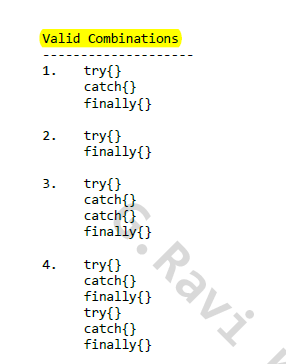 Valid Combinations
--------------------
1. try{}
catch{}
finally{}
2. try{}
finally{}
3. try{}
catch{}
catch{}
finally{}
4. try{}
catch{}
finally{}
try{}
catch{}
finally{}
G.Ravi